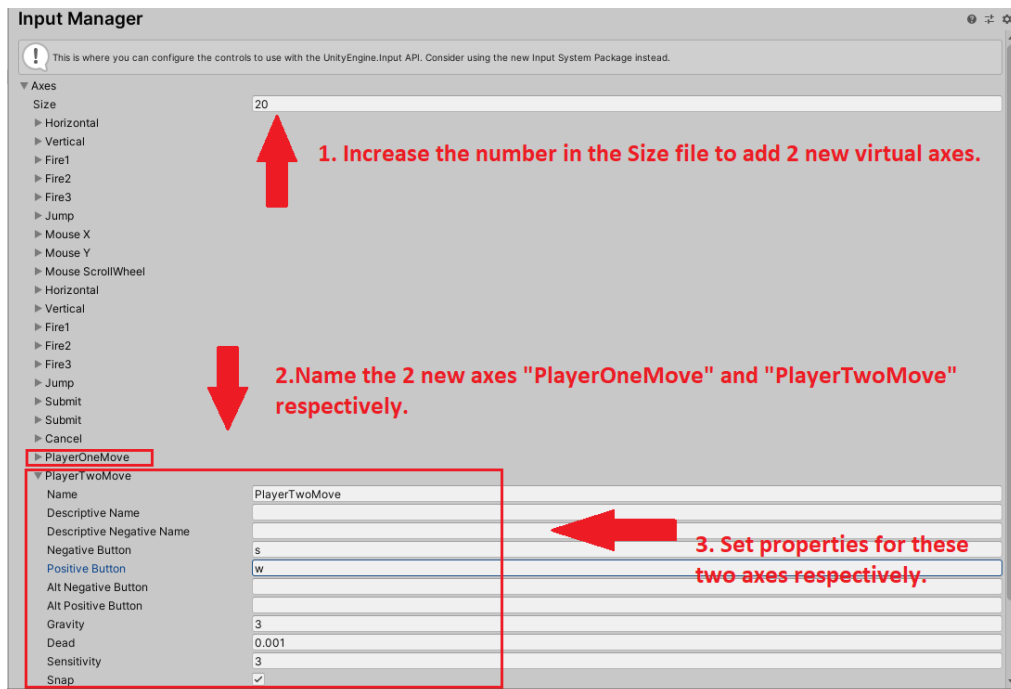 Input Manager
This is where you can configure the controls to use with the UnityEngine.Input API. Consider using the new Input System Package instead.
Axes
Size 20
Horizontal
1. Increase the number in the Size file to add 2 new virtual axes.
Vertical
Fire1
Fire2
Fire3
Jump
Mouse X
Mouse Y
Mouse ScrollWheel
Horizontal
Vertical
Fire1
Fire2
Fire3
2.Name the 2 new axes "PlayerOneMove" and "PlayerTwoMove"
respectively.
Jump
Submit
Submit
Cancel
PlayerOneMove
PlayerTwoMove
Name PlayerTwoMove
Descriptive Name
Descriptive Negative Name
Negative Button s
3. Set properties for these
two axes respectively.
Positive Button w
Alt Negative Button
Alt Positive Button
Gravity 3
Dead 0.001
Sensitivity 3
Snap